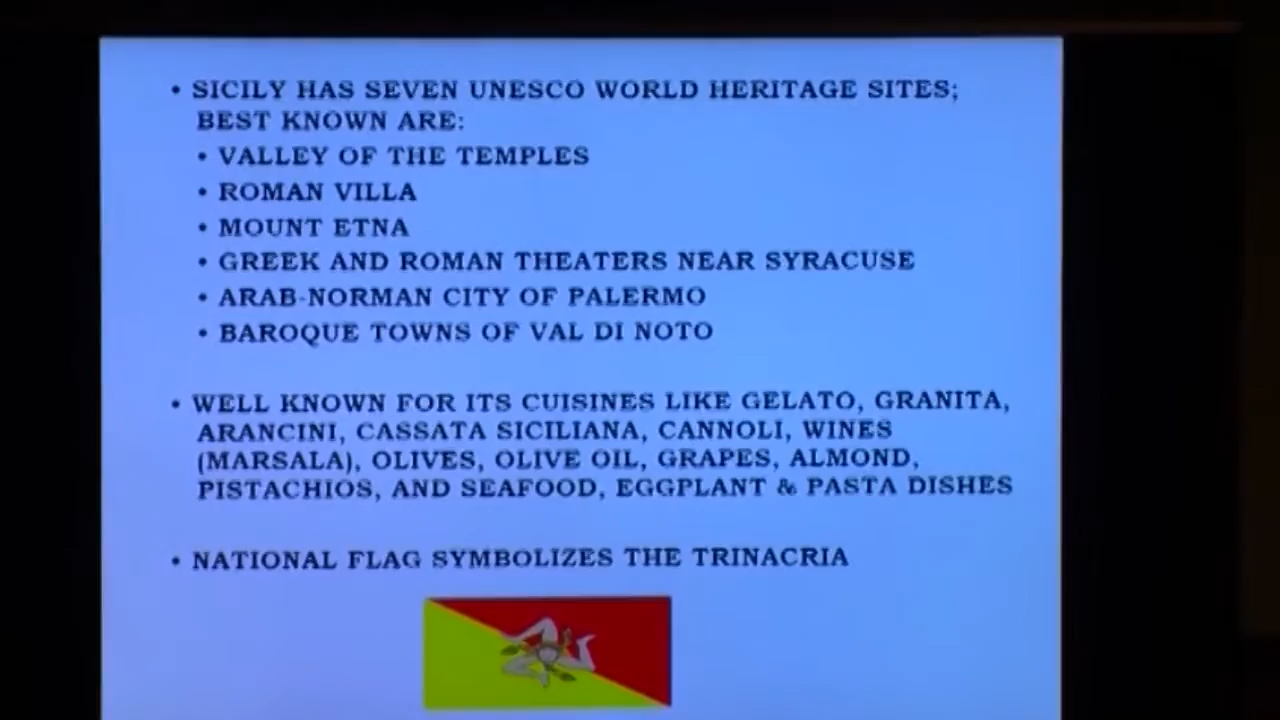 • SICILY HAS SEVEN UNESCO WORLD HERITAGE SITES;
BEST KNOWN ARE:
• VALLEY OF THE TEMPLES
• ROMAN VILLA
• MOUNT ETNA
• GREEK AND ROMAN THEATERS NEAR SYRACUSE
• ARAB-NORMAN CITY OF PALERMO
• BAROQUE TOWNS OF VAL DI NOTO
• WELL KNOWN FOR ITS CUISINES LIKE GELATO, GRANITA,
ARANCINI, CASSATA SICILIANA, CANNOLI, WINES
(MARSALA), OLIVES, OLIVE OIL, GRAPES, ALMOND,
PISTACHIOS, AND SEAFOOD, EGGPLANT & PASTA DISHES
• NATIONAL FLAG SYMBOLIZES THE TRINACRIA